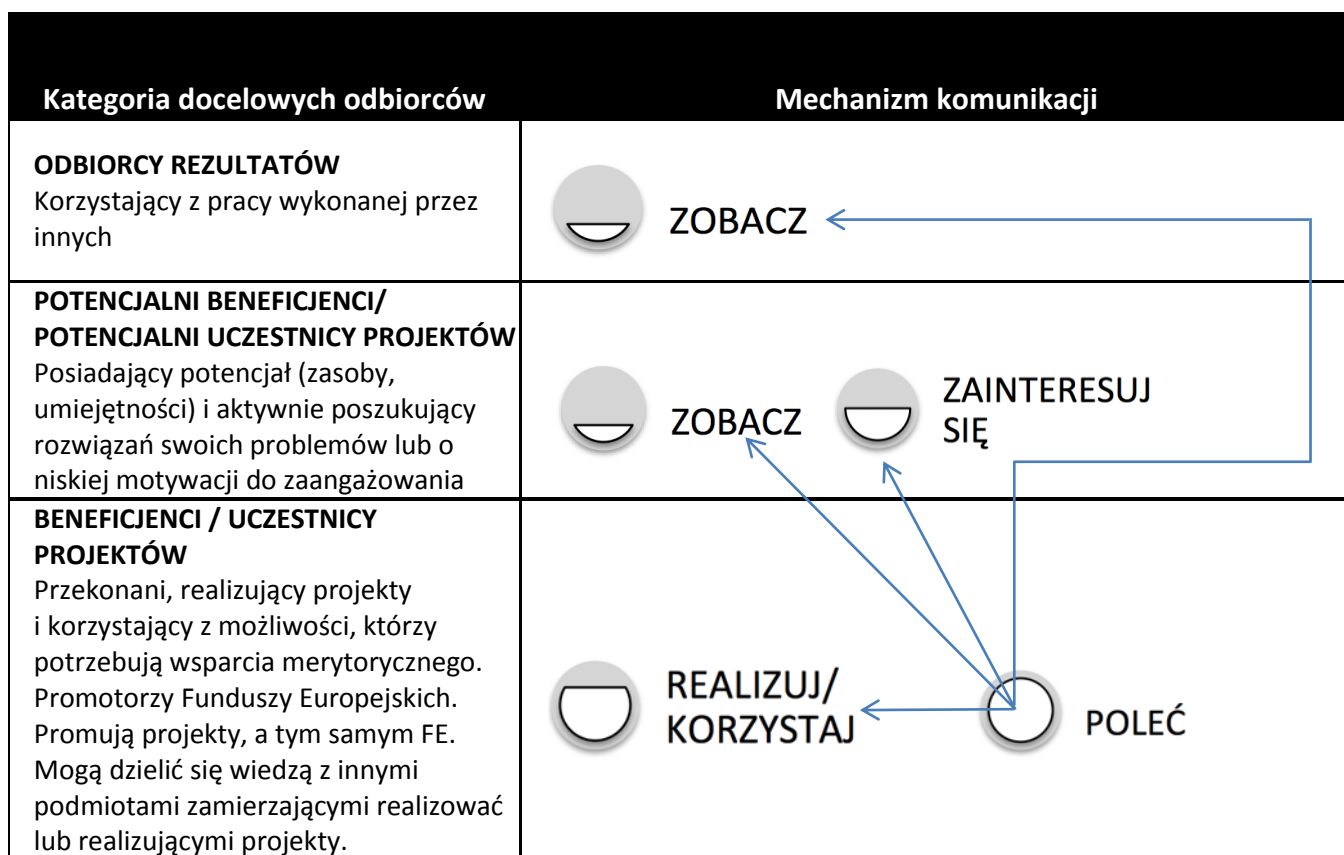 Kategoria docelowych odbiorców
Mechanizm komunikacji
ODBIORCY REZULTATÓW
Korzystający z pracy wykonanej przez
innych
ZOBACZ
POTENCJALNI BENEFICJENCI/
POTENCJALNI UCZESTNICY PROJEKTÓW
Posiadający potencjał (zasoby,
umiejętności) i aktywnie poszukujący
rozwiązań swoich problemów lub o
niskiej motywacji do zaangażowania
ZOBACZ
ZAINTERESUJ
SIĘ
BENEFICJENCI / UCZESTNICY
PROJEKTÓW
Przekonani, realizujący projekty
i korzystający z możliwości, którzy
potrzebują wsparcia merytorycznego.
Promotorzy Funduszy Europejskich.
Promują projekty, a tym samym FE.
Mogą dzielić się wiedzą z innymi
podmiotami zamierzającymi realizować
lub realizującymi projekty.
REALIZUJ/
KORZYSTAJ
POLEĆ